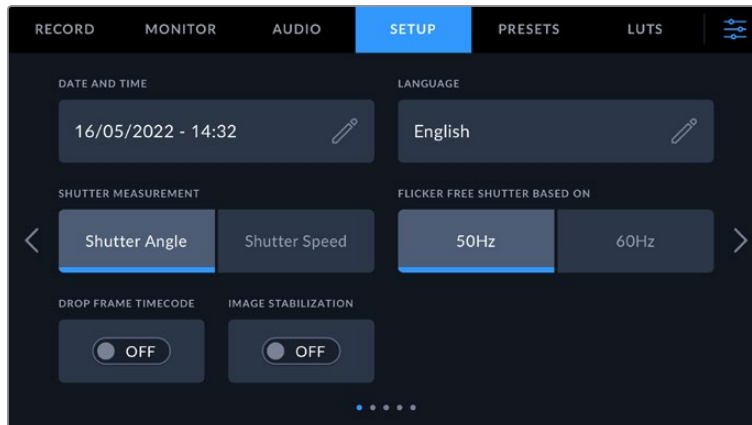 RECORD MONITOR AUDIO SETUP PRESETS LUTS
DATE AND TIME LANGUAGE
16/05/2022 - 14:32 English
SHUTTER MEASUREMENT FLICKER FREE SHUTTER BASED ON
Shutter Angle Shutter Speed 50Hz 60Hz
DROP FRAME TIMECODE IMAGE STABILIZATION
OFF OFF